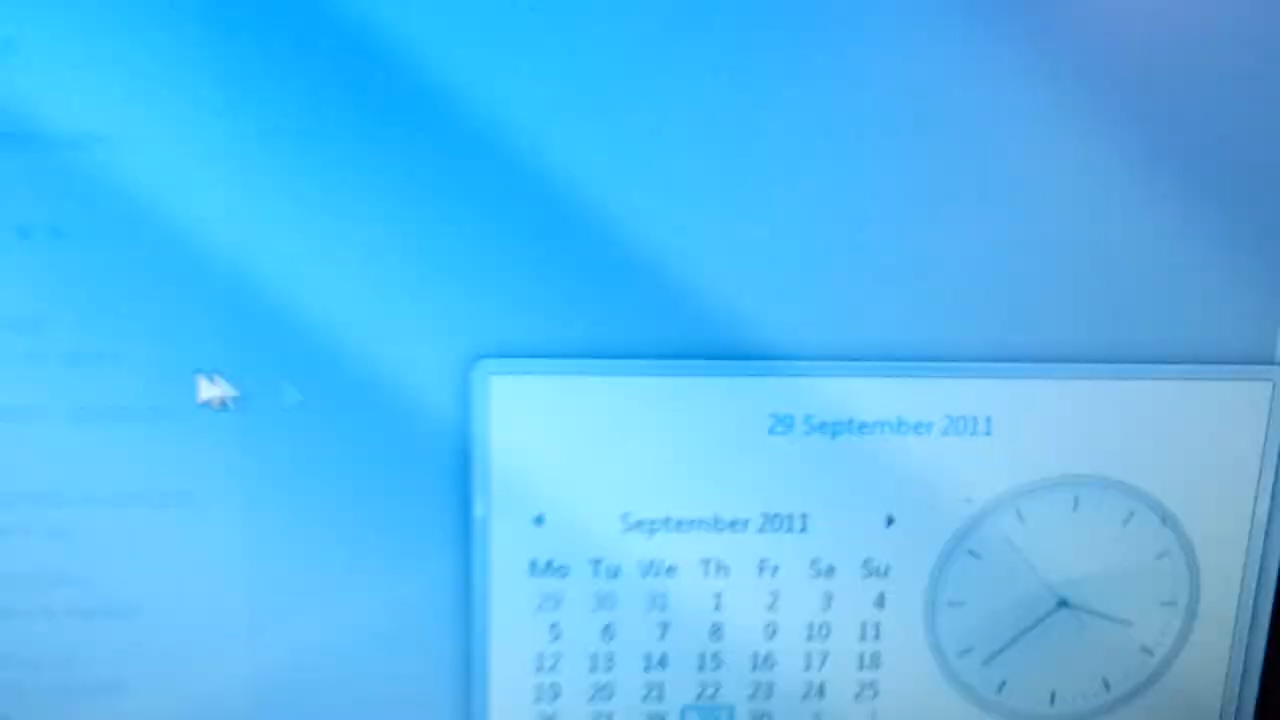 29 September 2011
September 2011
Mo Tu We Th Fr Sa Su
29 30 31 1 2 3 4
5 6 7 8 9 10 11
12 13 14 15 16 17 18
19 20 21 22 23 24 25